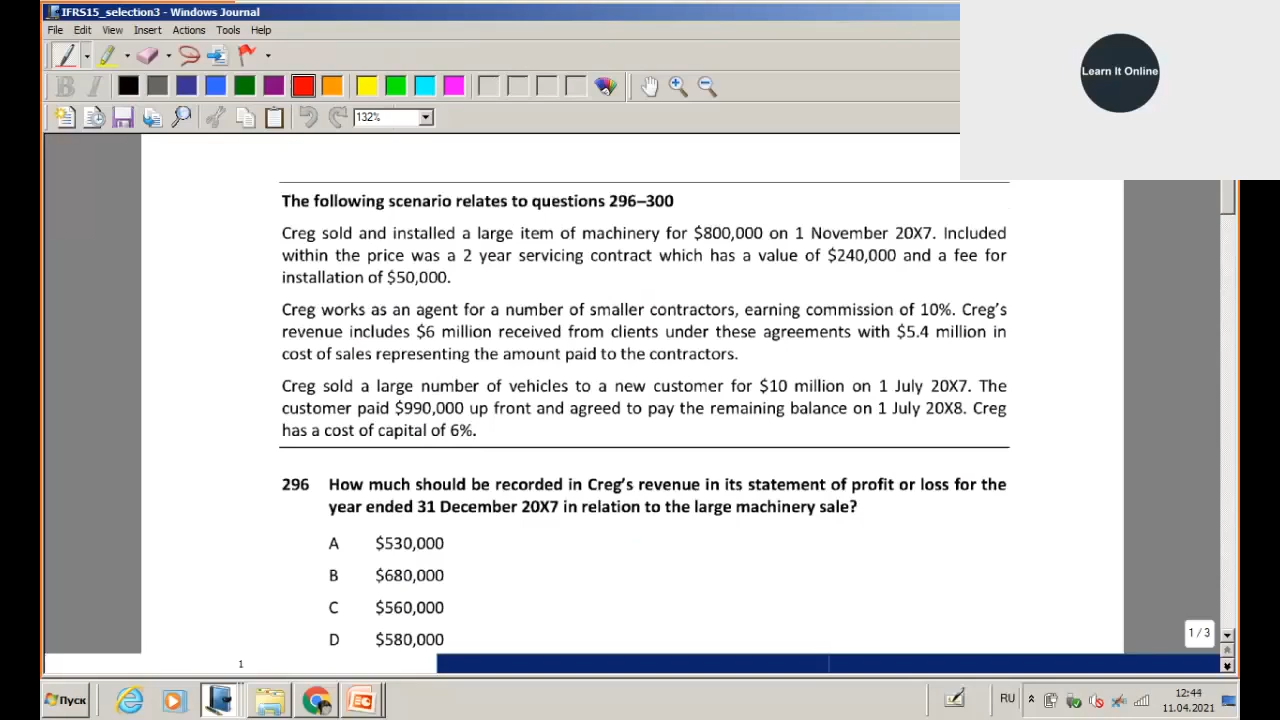 IFRS15_selection3 - Windows Journal
File Edit View Insert Actions Tools Help
Learn It Online
B I
132%
The following scenario relates to questions 296–300
Creg sold and installed a large item of machinery for $800,000 on 1 November 20X7. Included
within the price was a 2 year servicing contract which has a value of $240,000 and a fee for
installation of $50,000.
Creg works as an agent for a number of smaller contractors, earning commission of 10%. Creg’s
revenue includes $6 million received from clients under these agreements with $5.4 million in
cost of sales representing the amount paid to the contractors.
Creg sold a large number of vehicles to a new customer for $10 million on 1 July 20X7. The
customer paid $990,000 up front and agreed to pay the remaining balance on 1 July 20X8. Creg
has a cost of capital of 6%.
296 How much should be recorded in Creg’s revenue in its statement of profit or loss for the
year ended 31 December 20X7 in relation to the large machinery sale?
A $530,000
B $680,000
C $560,000
D $580,000
1 / 3
1
Пуск
RU
12:44
11.04.2021